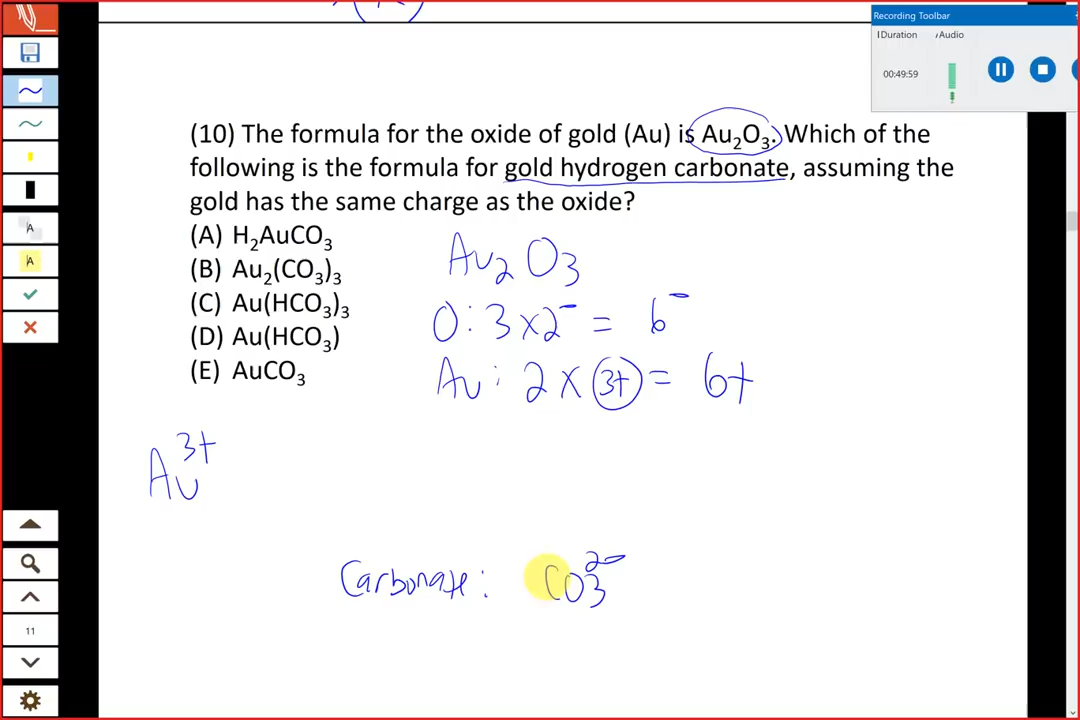 Recording Toolbar
Duration Audio
00:49:59
(10) The formula for the oxide of gold (Au) is Au₂O₃. Which of the
following is the formula for gold hydrogen carbonate, assuming the
gold has the same charge as the oxide?
(A) H₂AuCO₃
(B) Au₂(CO₃)₃
(C) Au(HCO₃)₃
(D) Au(HCO₃)
(E) AuCO₃
Au₂O₃
O: 3 x 2⁻ = 6⁻
Au: 2 x 3+ = 6+
Au³⁺
Carbonate: CO₃²⁻
A
A
11